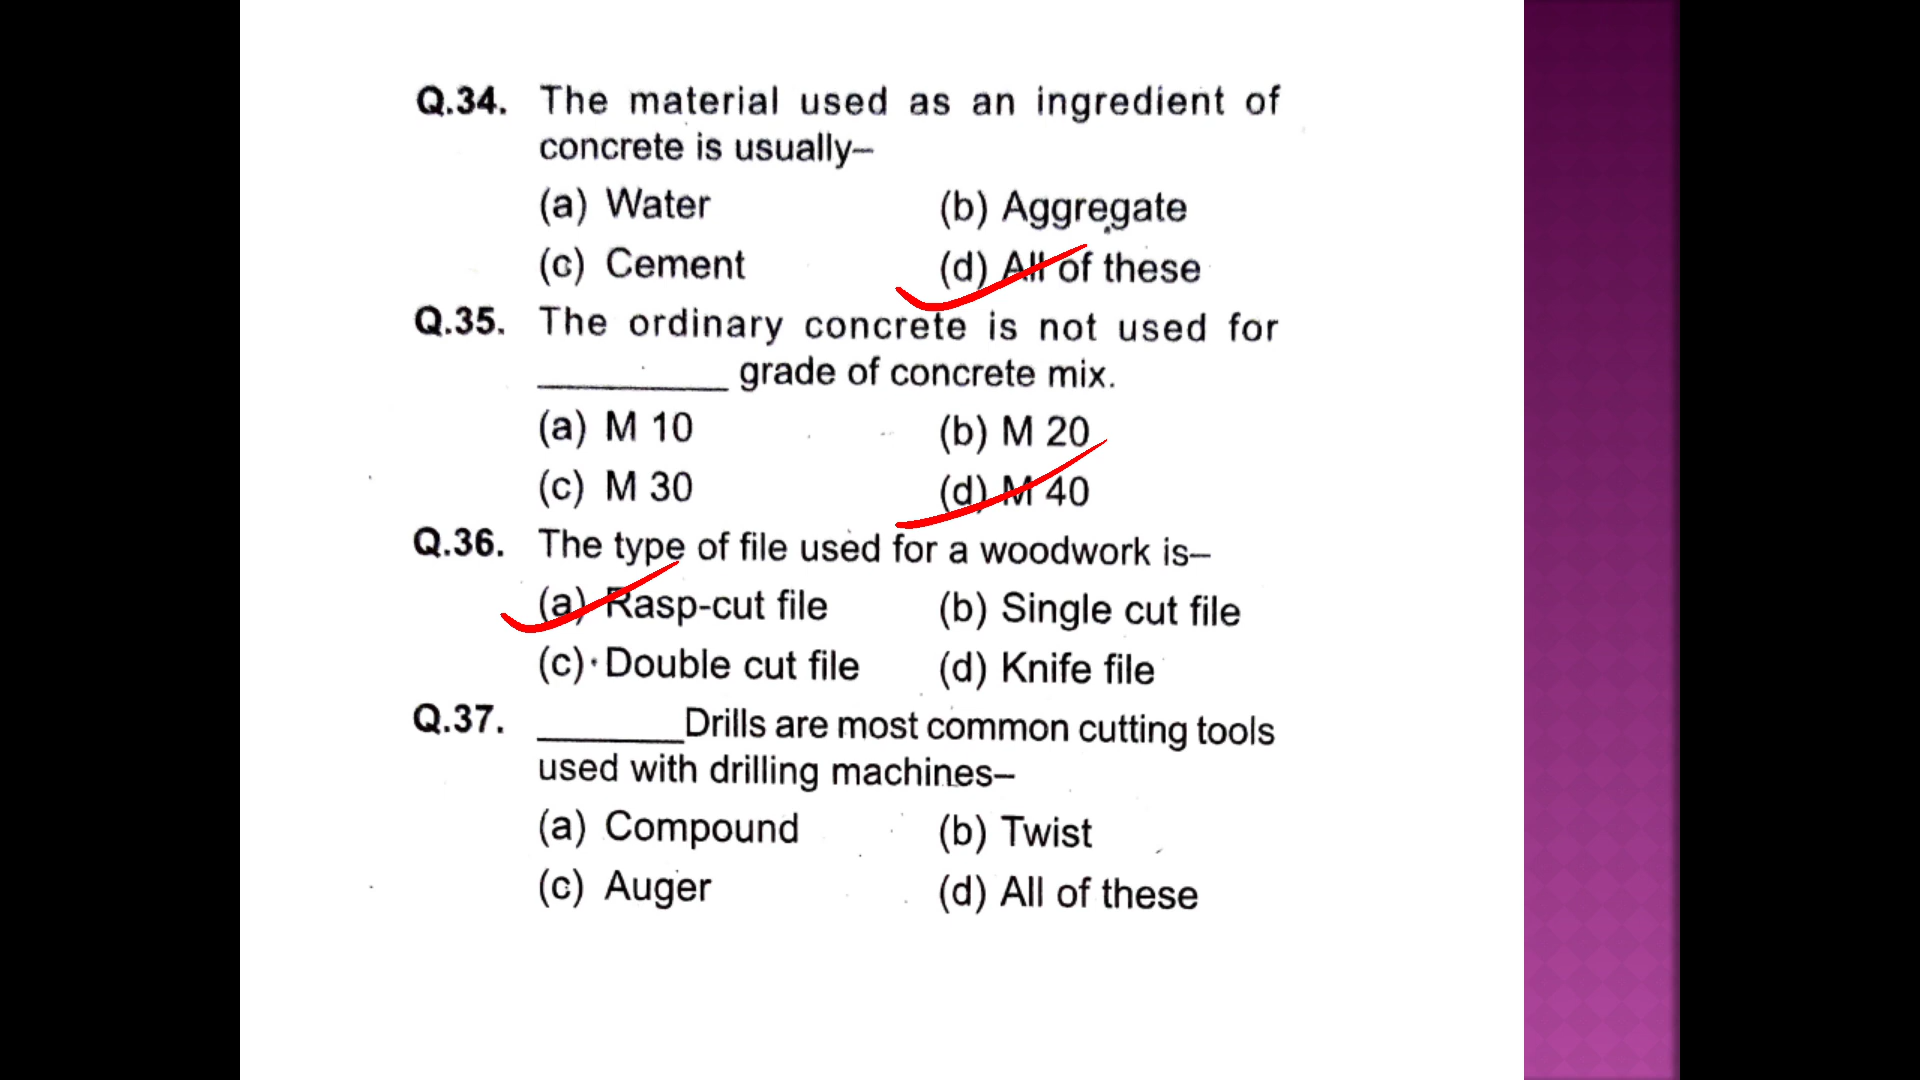 Q.34. The material used as an ingredient of
concrete is usually–
(a) Water (b) Aggregate
(c) Cement (d) All of these
Q.35. The ordinary concrete is not used for
________ grade of concrete mix.
(a) M 10 (b) M 20
(c) M 30 (d) M 40
Q.36. The type of file used for a woodwork is–
(a) Rasp-cut file (b) Single cut file
(c) Double cut file (d) Knife file
Q.37. ______Drills are most common cutting tools
used with drilling machines–
(a) Compound (b) Twist
(c) Auger (d) All of these